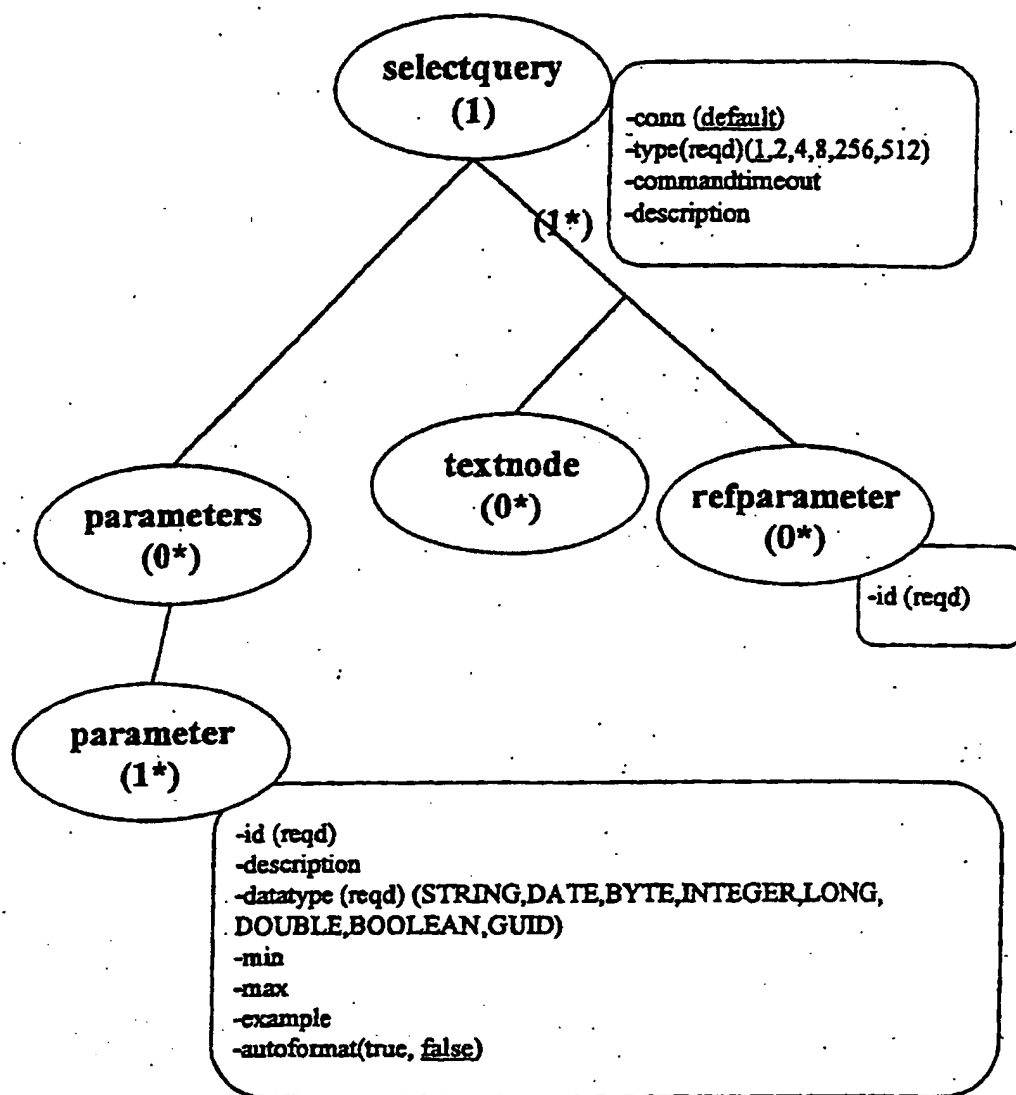 selectquery
(1)
-conn (default)
-type(reqd)(1,2,4,8,256,512)
-commandtimeout
-description
(1*)
textnode
(0*)
refparameter
(0*)
parameters
(0*)
-id (reqd)
parameter
(1*)
-id (reqd)
-description
-datatype (reqd) (STRING,DATE,BYTE,INTEGER,LONG,
DOUBLE,BOOLEAN,GUID)
-min
-max
-example
-autoformat(true, false)